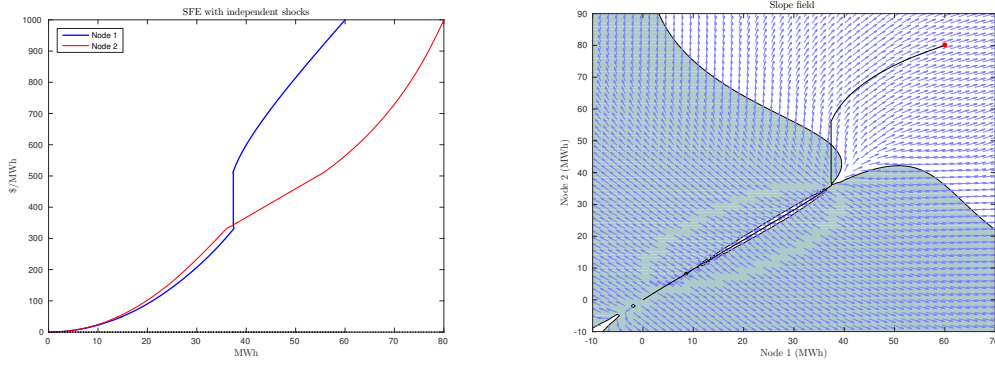 SFE with independent shocks
1000
900
800
700
600
500
400
300
200
100
0
$/MWh
Node 1
Node 2
0 10 20 30 40 50 60 70 80
MWh
Slope field
90
80
70
60
50
40
30
20
10
0
-10
Node 2 (MWh)
-10 0 10 20 30 40 50 60 70
Node 1 (MWh)